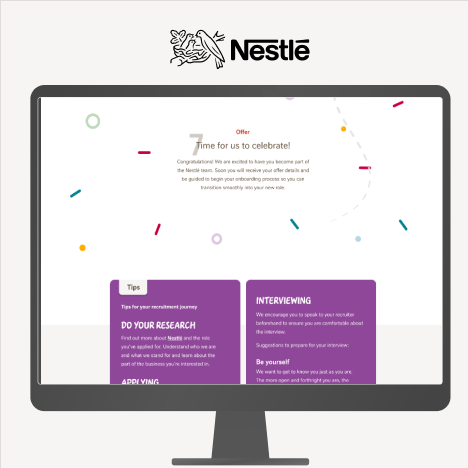 Nestlé
Offer
7
Time for us to celebrate!
Congratulations! We are excited to have you become part of
the Nestlé team. Soon you will receive your offer details and
be guided to begin your onboarding process so you can
transition smoothly into your new role.
Tips
Tips for your recruitment journey
DO YOUR RESEARCH
Find out more about Nestlé and the role
you've applied for. Understand who we are
and what we stand for and learn about the
part of the business you're interested in.
APPLYING
INTERVIEWING
We encourage you to speak to your recruiter
beforehand to ensure you are comfortable about
the interview.
Suggestions to prepare for your interview:
Be yourself
We want to get to know you just as you are.
The more open and forthright you are, the